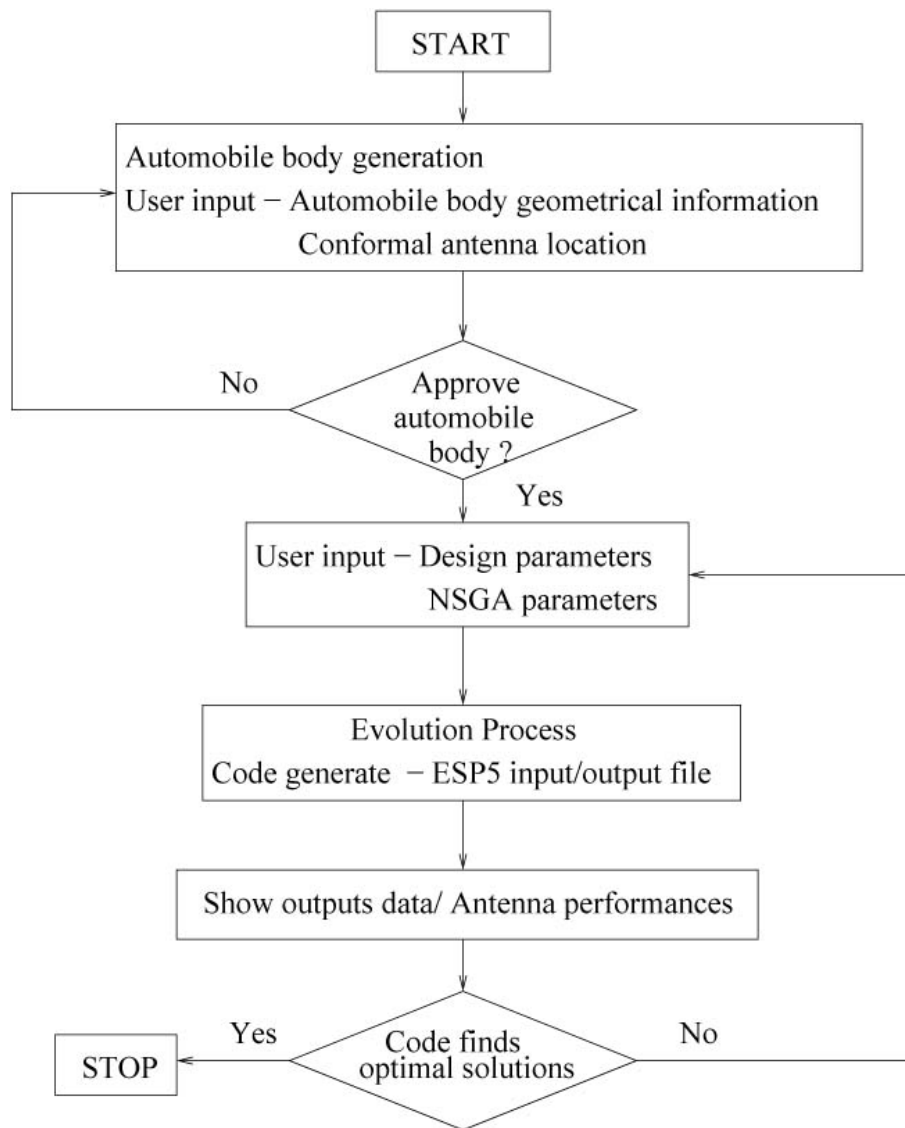 START
Automobile body generation
User input − Automobile body geometrical information
Conformal antenna location
No
Approve
automobile
body ?
Yes
User input − Design parameters
NSGA parameters
Evolution Process
Code generate − ESP5 input/output file
Show outputs data/ Antenna performances
Yes
Code finds
optimal solutions
No
STOP